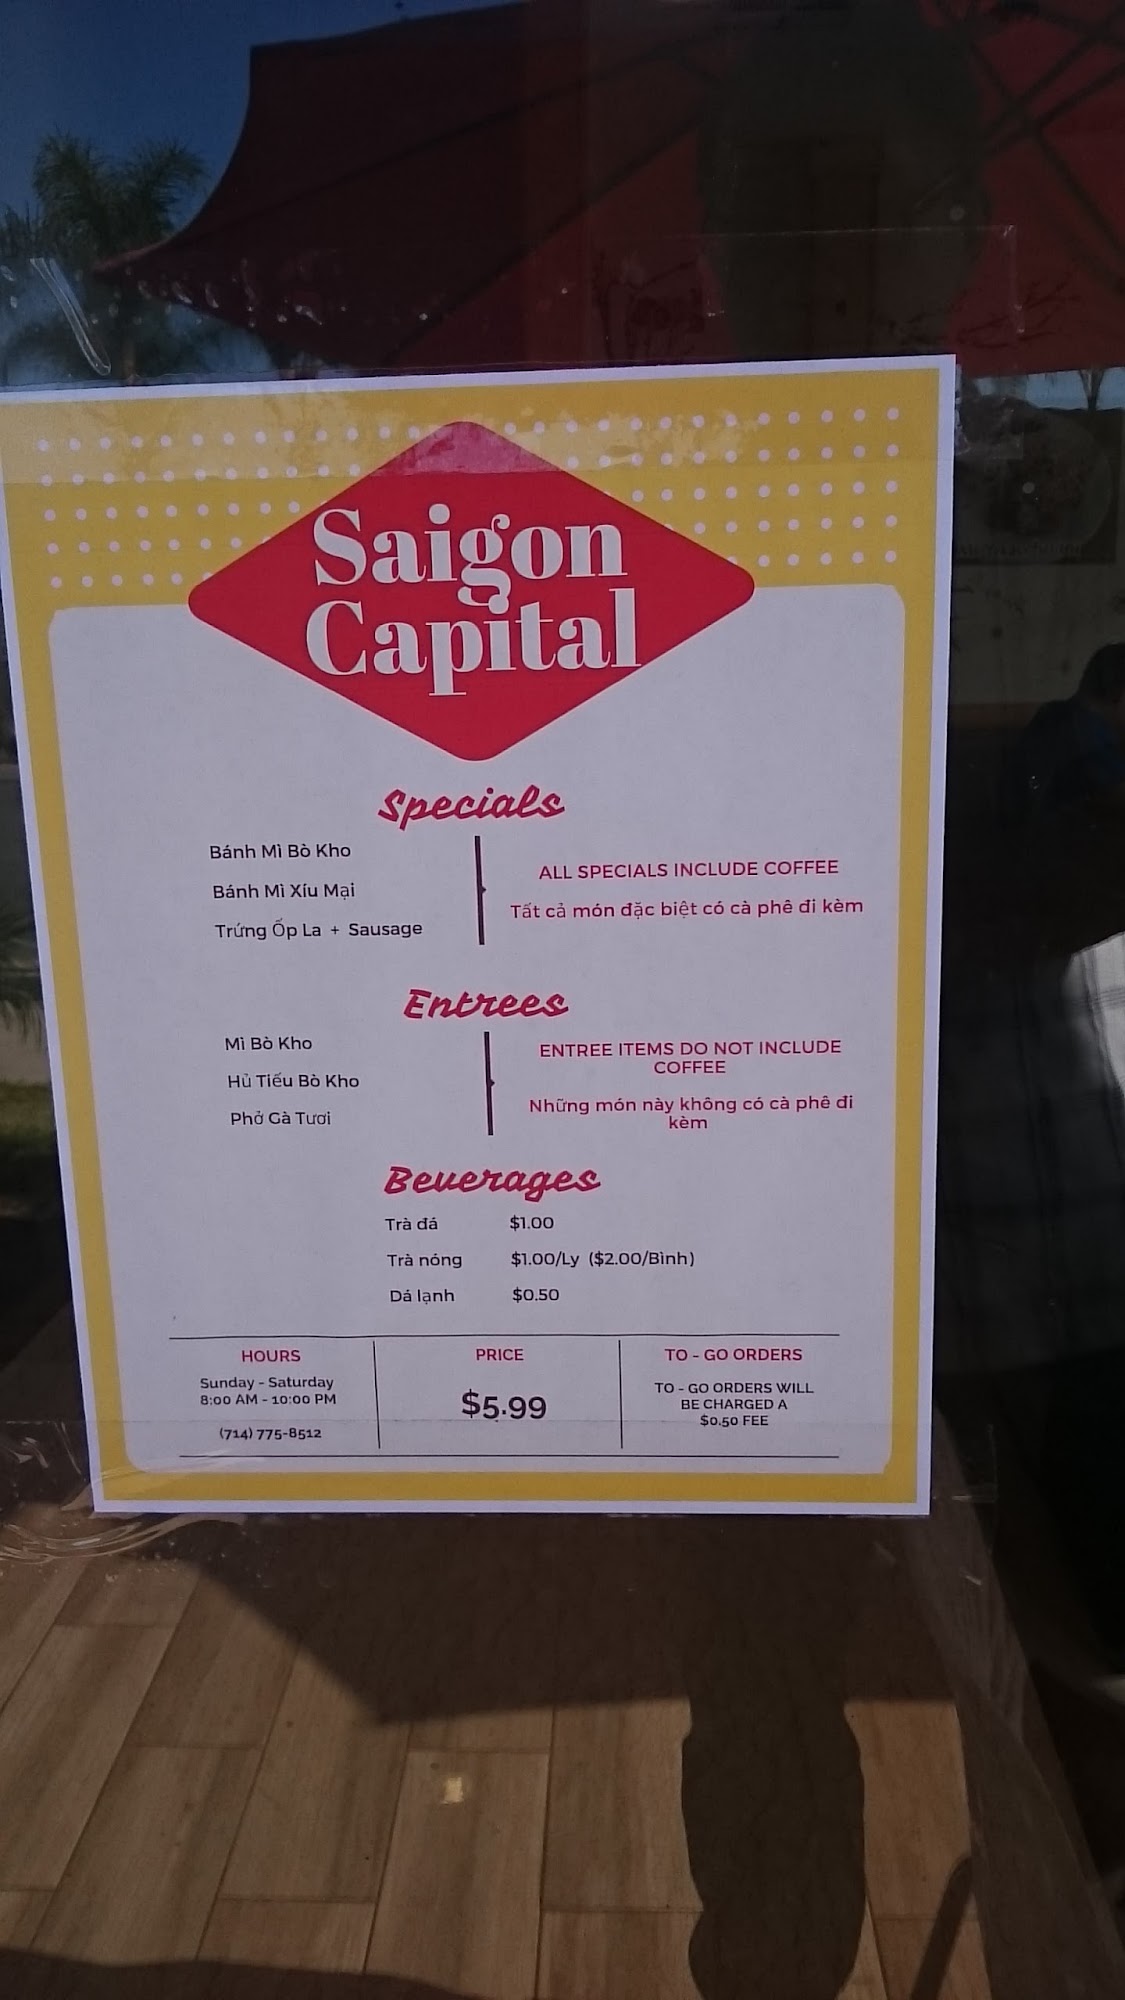 Saigon
Capital
Specials
Bánh Mì Bò Kho
Bánh Mì Xíu Mại
Trứng Ốp La + Sausage
ALL SPECIALS INCLUDE COFFEE
Tất cả món đặc biệt có cà phê đi kèm
Entrees
Mì Bò Kho
Hủ Tiếu Bò Kho
Phở Gà Tươi
ENTREE ITEMS DO NOT INCLUDE
COFFEE
Những món này không có cà phê đi
kèm
Beverages
Trà đá $1.00
Trà nóng $1.00/Ly ($2.00/Bình)
Dá lạnh $0.50
HOURS
Sunday - Saturday
8:00 AM - 10:00 PM
(714) 775-8512
PRICE
$5.99
TO - GO ORDERS
TO - GO ORDERS WILL
BE CHARGED A
$0.50 FEE